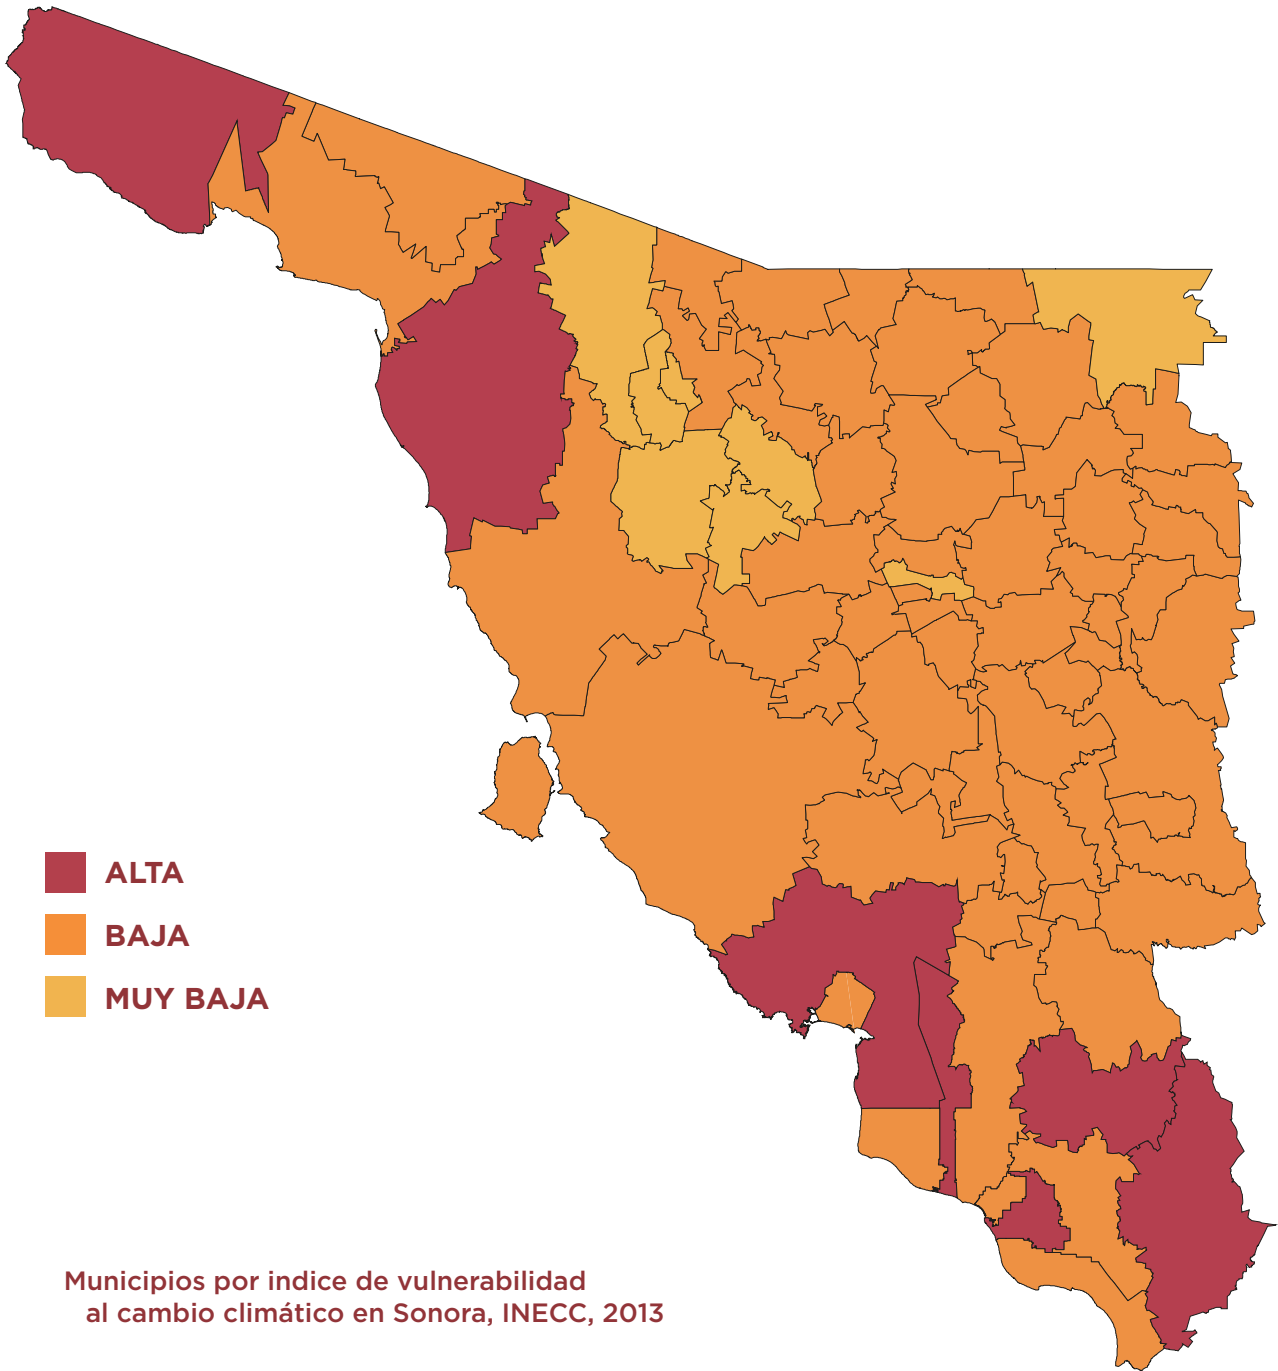 ALTA
BAJA
MUY BAJA
Municipios por indice de vulnerabilidad
al cambio climático en Sonora, INECC, 2013